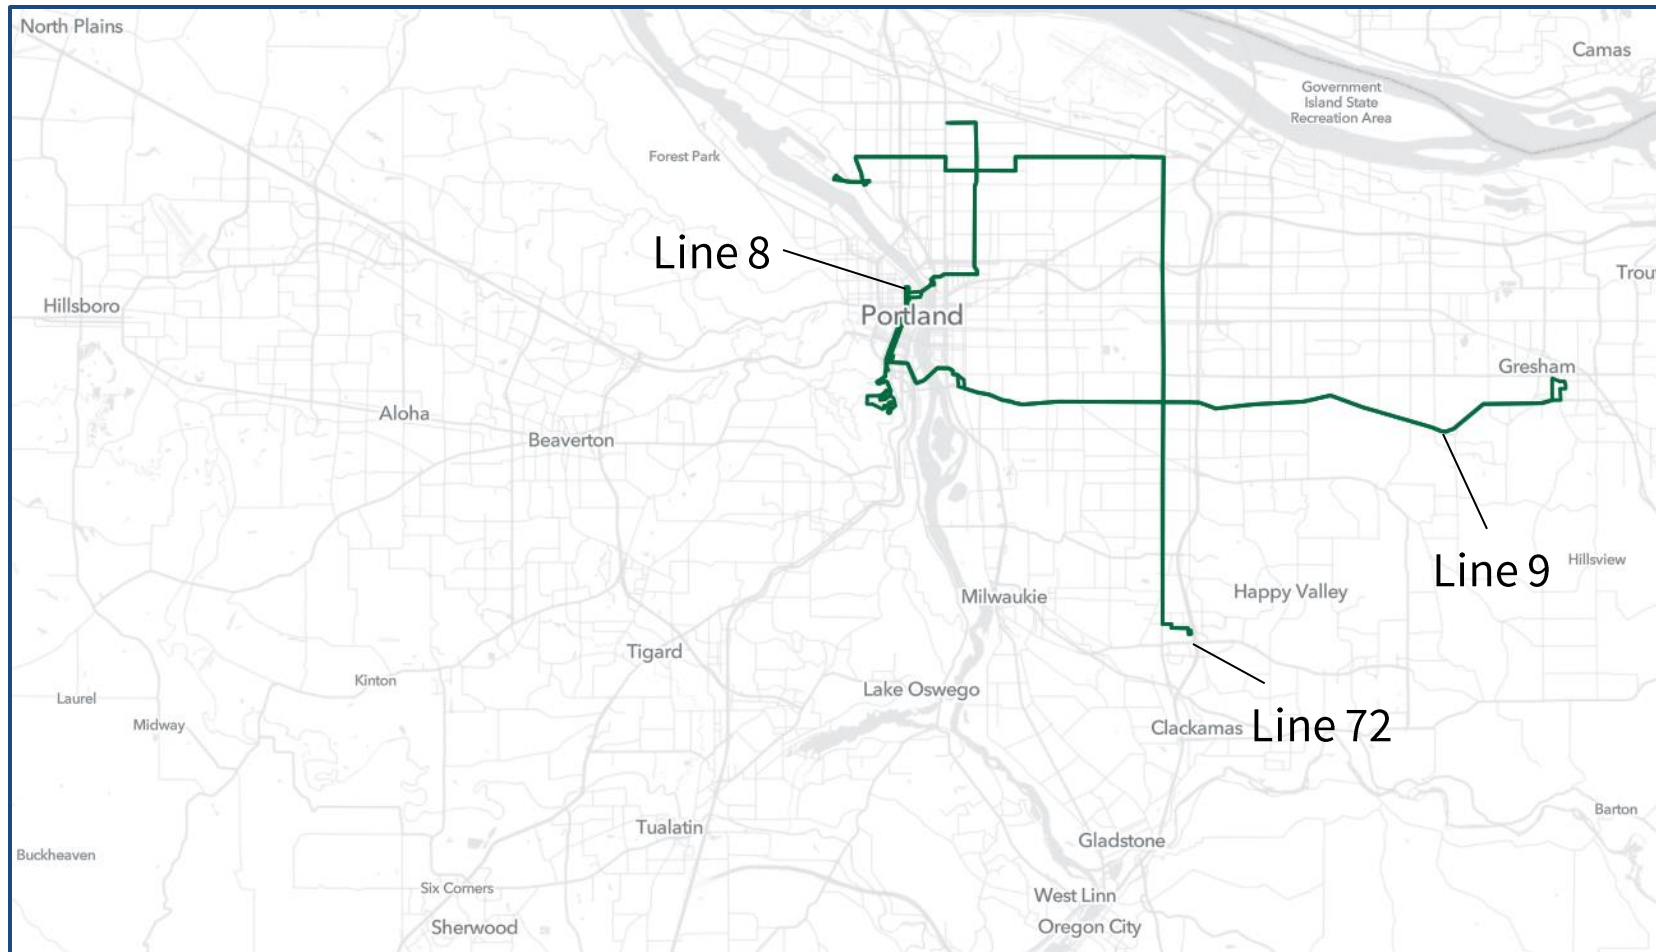 North Plains
Camas
Government
Island State
Recreation Area
Forest Park
Line 8
Trou
Hillsboro
Portland
Gresham
Aloha
Beaverton
Line 9
Hillsview
Happy Valley
Milwaukie
Tigard
Kinton
Lake Oswego
Laurel
Midway
Clackamas
Line 72
Barton
Tualatin
Gladstone
Buckheaven
Six Corners
West Linn
Sherwood
Oregon City